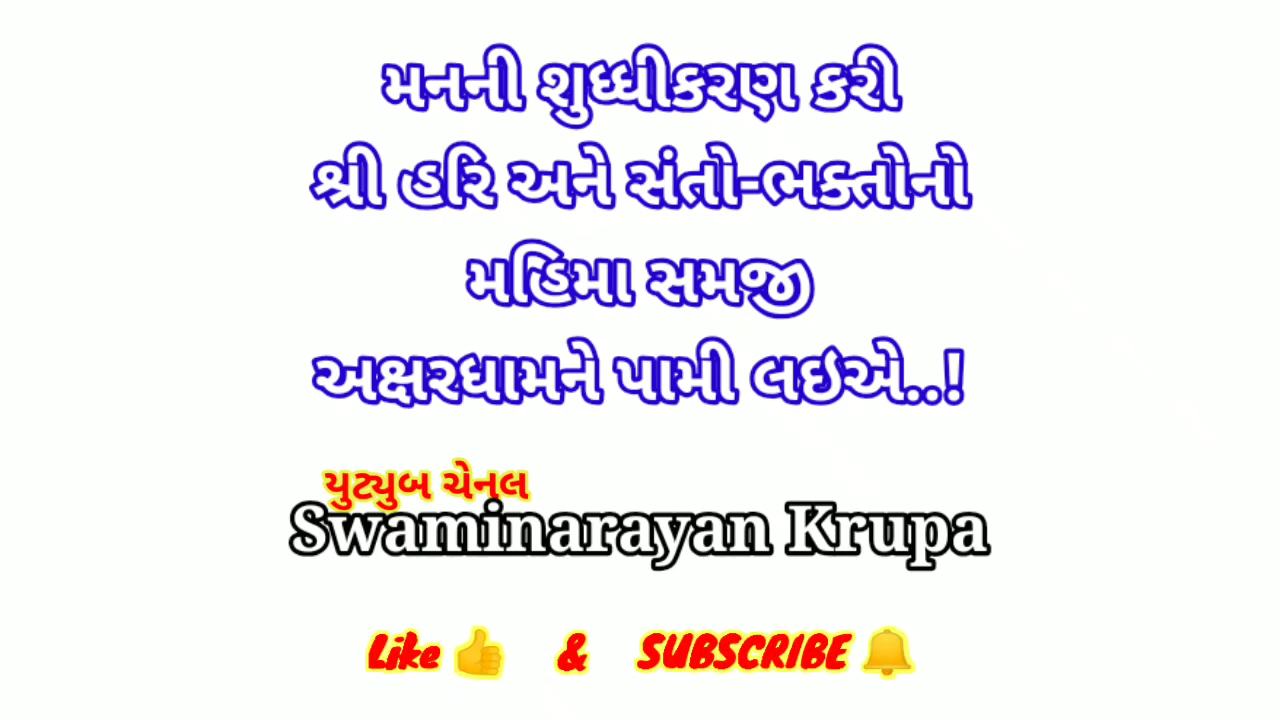 મનની શુધ્ધીકરણ કરી
શ્રી હરિ અને સંતો-ભક્તોનો
મહિમા સમજી
અક્ષરધામને પામી લઇએ..!
યુટ્યુબ ચેનલ
Swaminarayan Krupa
Like 👍 & SUBSCRIBE 🔔